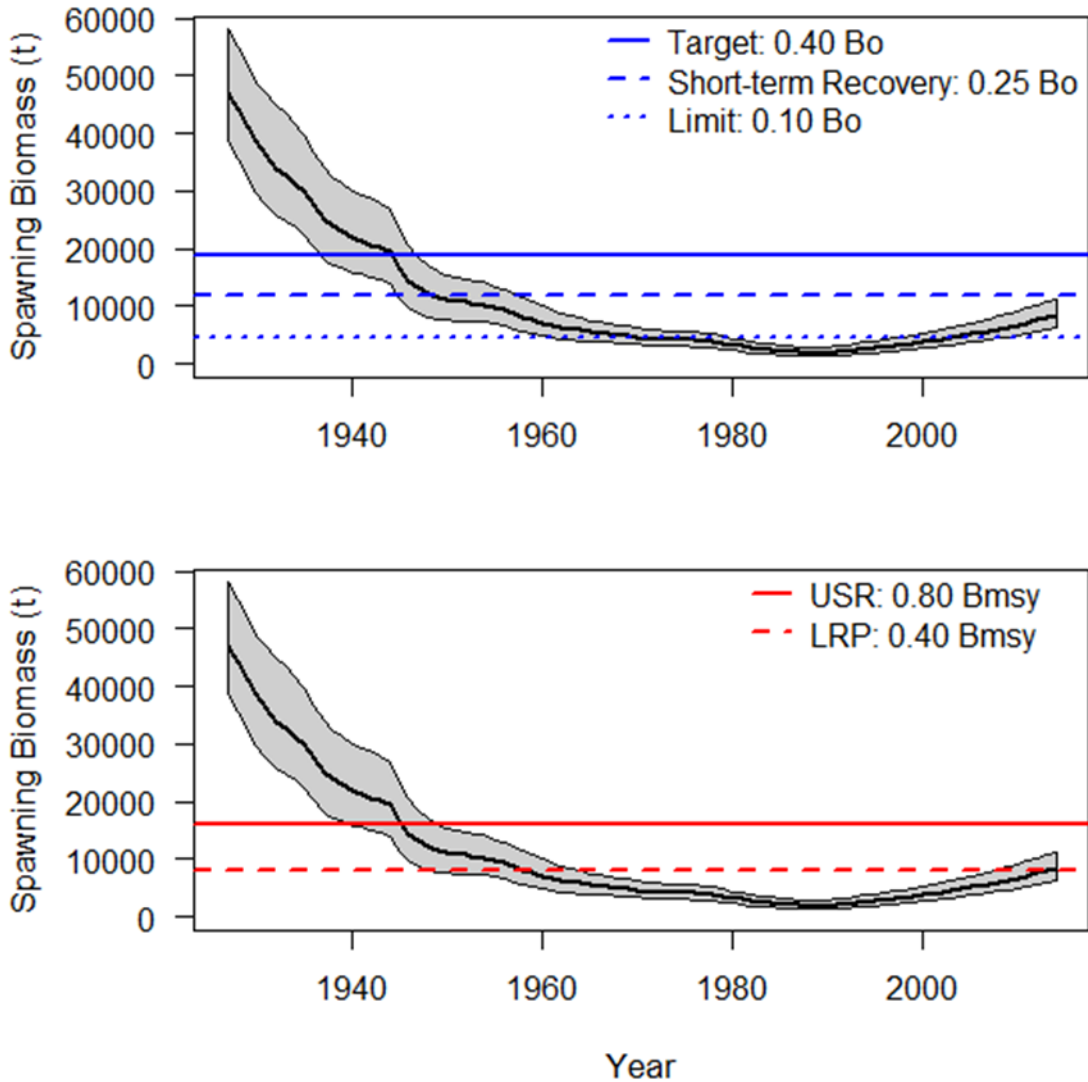 Spawning Biomass (t)
60000
50000
40000
30000
20000
10000
0
Target: 0.40 Bo
Short-term Recovery: 0.25 Bo
Limit: 0.10 Bo
1940 1960 1980 2000
Spawning Biomass (t)
60000
50000
40000
30000
20000
10000
0
USR: 0.80 Bmsy
LRP: 0.40 Bmsy
1940 1960 1980 2000
Year